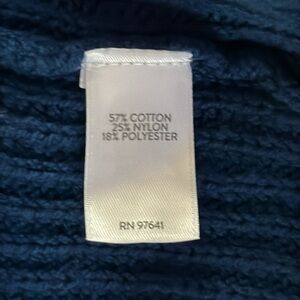 57% COTTON
25% NYLON
18% POLYESTER
RN 97641